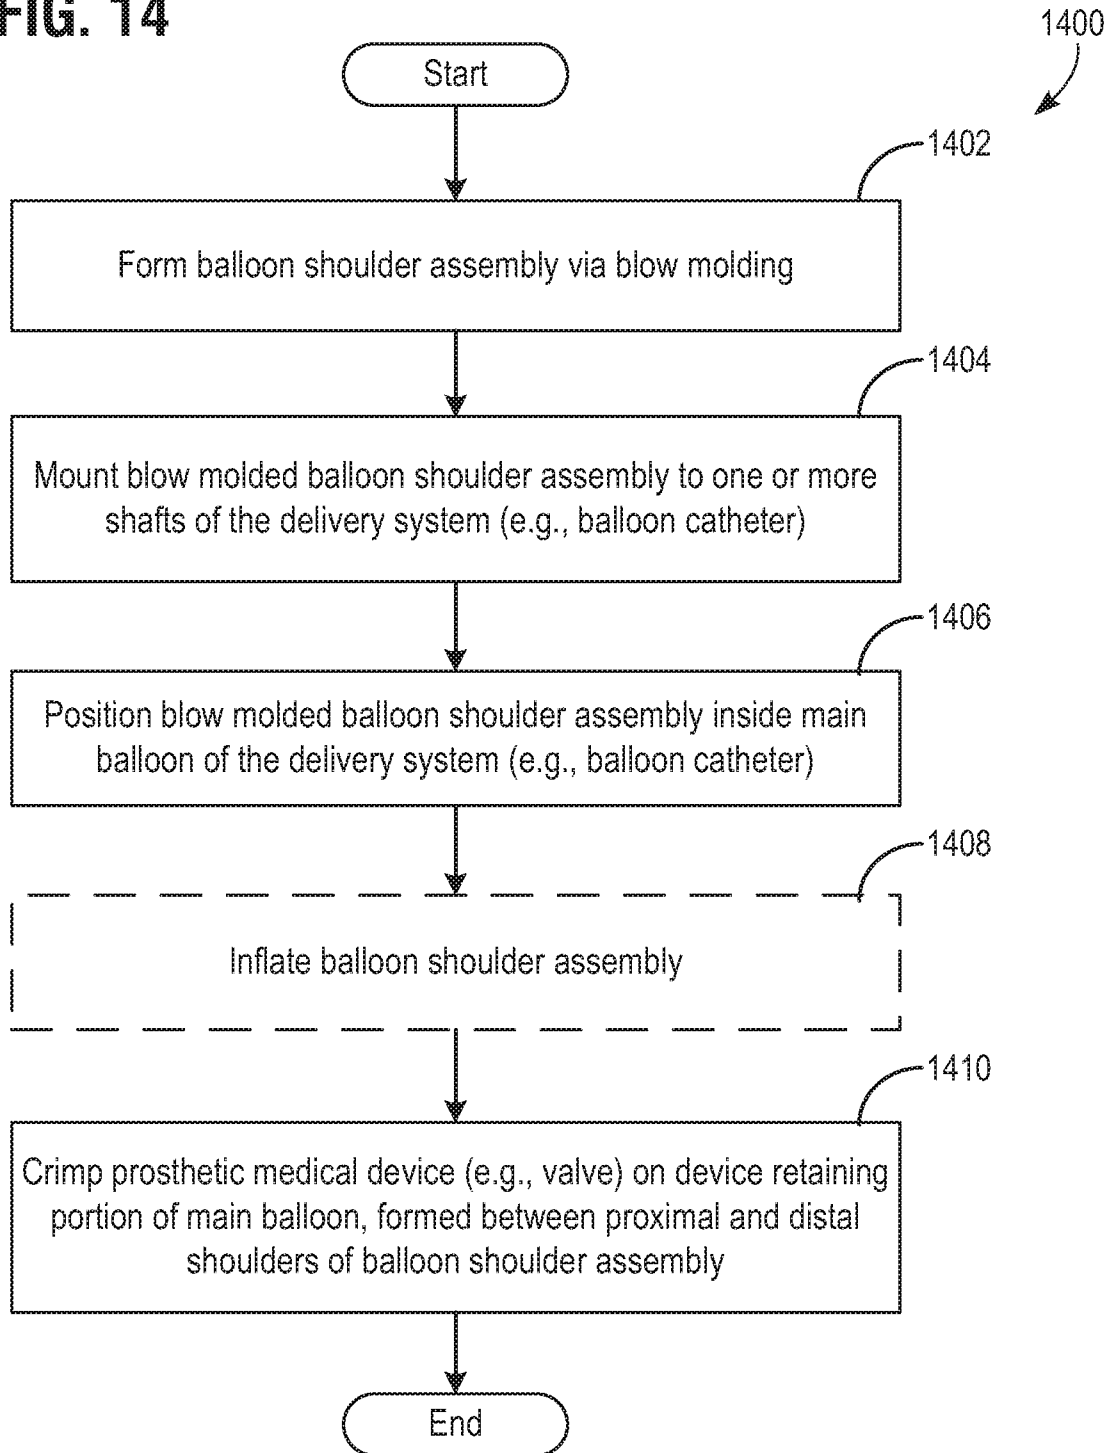 FIG. 14
1400
Start
1402
Form balloon shoulder assembly via blow molding
1404
Mount blow molded balloon shoulder assembly to one or more
shafts of the delivery system (e.g., balloon catheter)
1406
Position blow molded balloon shoulder assembly inside main
balloon of the delivery system (e.g., balloon catheter)
1408
Inflate balloon shoulder assembly
1410
Crimp prosthetic medical device (e.g., valve) on device retaining
portion of main balloon, formed between proximal and distal
shoulders of balloon shoulder assembly
End